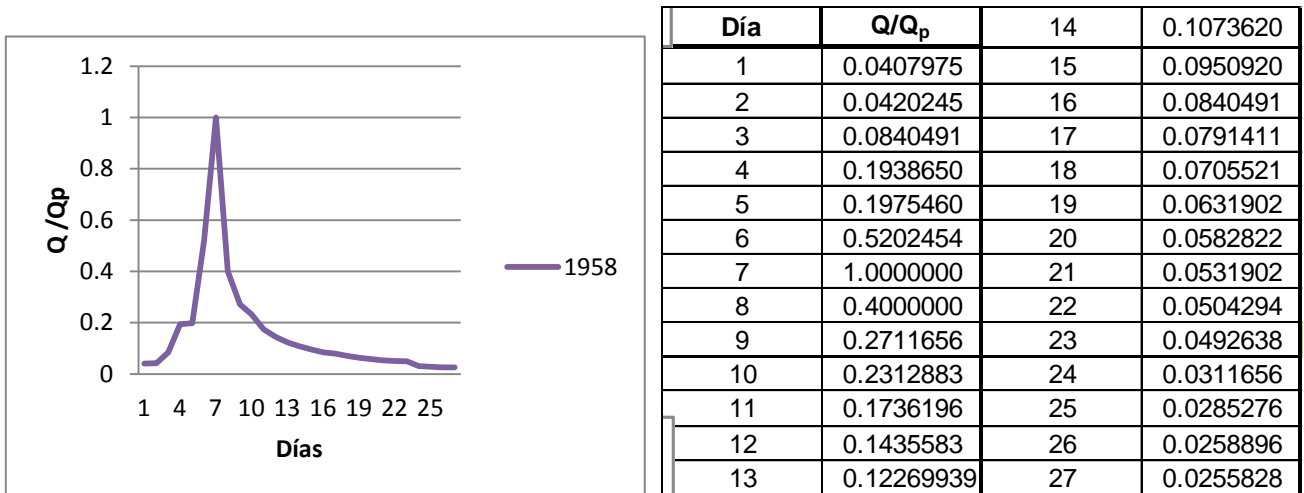 1.2
1
0.8
0.6
0.4
0.2
0
Q /Qp
1 4 7 10 13 16 19 22 25
Días
1958
Día Q/Qp 14 0.1073620
1 0.0407975 15 0.0950920
2 0.0420245 16 0.0840491
3 0.0840491 17 0.0791411
4 0.1938650 18 0.0705521
5 0.1975460 19 0.0631902
6 0.5202454 20 0.0582822
7 1.0000000 21 0.0531902
8 0.4000000 22 0.0504294
9 0.2711656 23 0.0492638
10 0.2312883 24 0.0311656
11 0.1736196 25 0.0285276
12 0.1435583 26 0.0258896
13 0.12269939 27 0.0255828